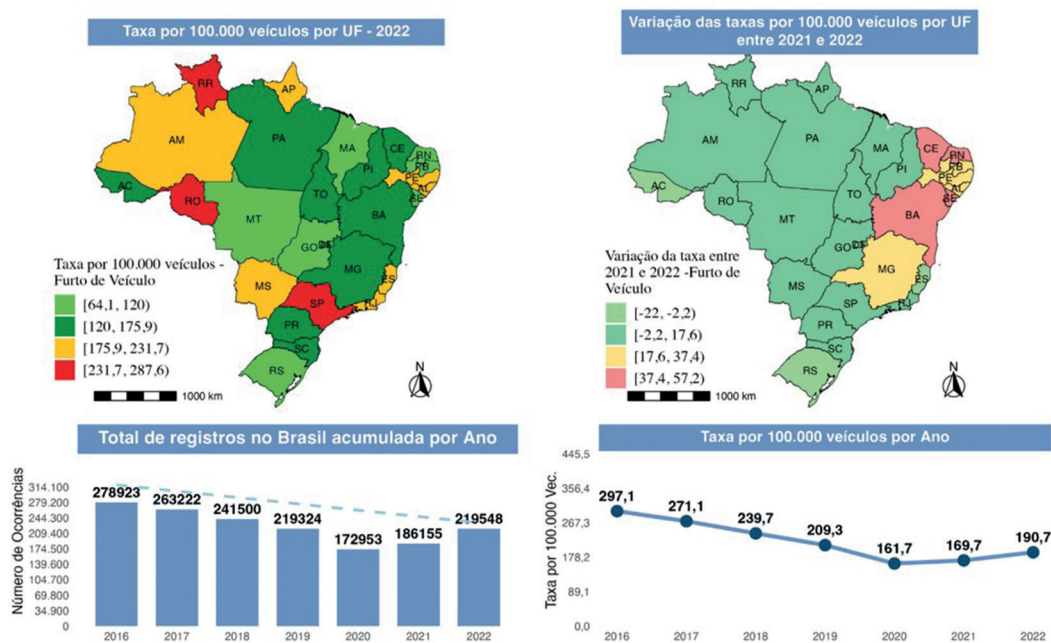 Taxa por 100.000 veículos por UF - 2022
RR
AP
AM
PA
MA
CE
RN
PB
PE
AL
SE
PI
AC
RO
TO
BA
MT
GO
DF
MG
ES
RJ
MS
SP
PR
SC
RS
Taxa por 100.000 veículos -
Furto de Veículo
[64,1, 120)
[120, 175,9)
[175,9, 231,7)
[231,7, 287,6)
1000 km
N
Variação das taxas por 100.000 veículos por UF
entre 2021 e 2022
RR
AP
AM
PA
MA
CE
RN
PB
PE
AL
SE
PI
AC
RO
TO
BA
MT
GO
DF
MG
ES
RJ
MS
SP
PR
SC
RS
Variação da taxa entre
2021 e 2022 -Furto de
Veículo
[-22, -2,2)
[-2,2, 17,6)
[17,6, 37,4)
[37,4, 57,2)
1000 km
N
Total de registros no Brasil acumulada por Ano
Número de Ocorrências
314.100
279.200
244.300
209.400
174.500
139.600
104.700
69.800
34.900
0
278923
263222
241500
219324
172953
186155
219548
2016
2017
2018
2019
2020
2021
2022
Taxa por 100.000 veículos por Ano
Taxa por 100.000 Vec.
445,5
356,4
267,3
178,2
89,1
0,0
297,1
271,1
239,7
209,3
161,7
169,7
190,7
2016
2017
2018
2019
2020
2021
2022